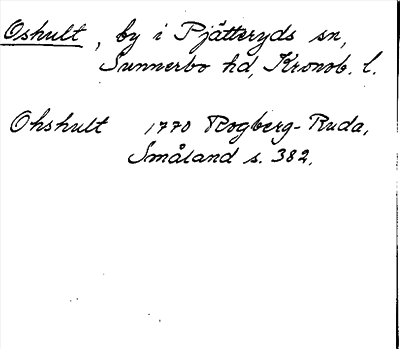 Oshult, by i Pjätteryds sn,
Sunnerbo hd, Kronob. l.
Ohshult 1770 Rogberg-Ruda,
Småland s. 382.